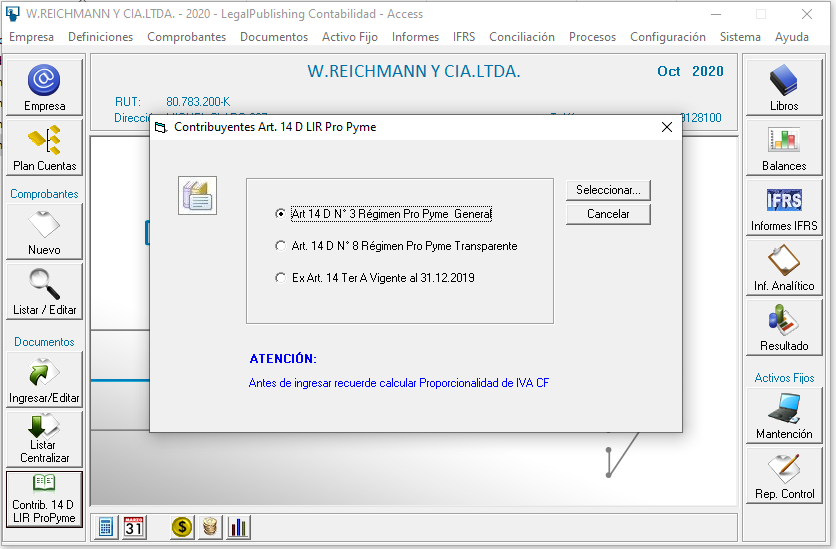 W.REICHMANN Y CIA.LTDA. - 2020 - LegalPublishing Contabilidad - Access
Empresa Definiciones Comprobantes Documentos Activo Fijo Informes IFRS Conciliación Procesos Configuración Sistema Ayuda
W.REICHMANN Y CIA.LTDA.
Oct 2020
RUT: 80.783.200-K
Direcci
9128100
Empresa
Plan Cuentas
Comprobantes
Nuevo
Listar / Editar
Documentos
Ingresar/Editar
Listar
Centralizar
Contrib. 14 D
LIR ProPyme
Contribuyentes Art. 14 D LIR Pro Pyme
Art 14 D N° 3 Régimen Pro Pyme General
Art. 14 D N° 8 Régimen Pro Pyme Transparente
Ex Art. 14 Ter A Vigente al 31.12.2019
Seleccionar...
Cancelar
ATENCIÓN:
Antes de ingresar recuerde calcular Proporcionalidad de IVA CF
Libros
Balances
IFRS
Informes IFRS
Inf. Analítico
Resultado
Activos Fijos
Mantención
Rep. Control
31